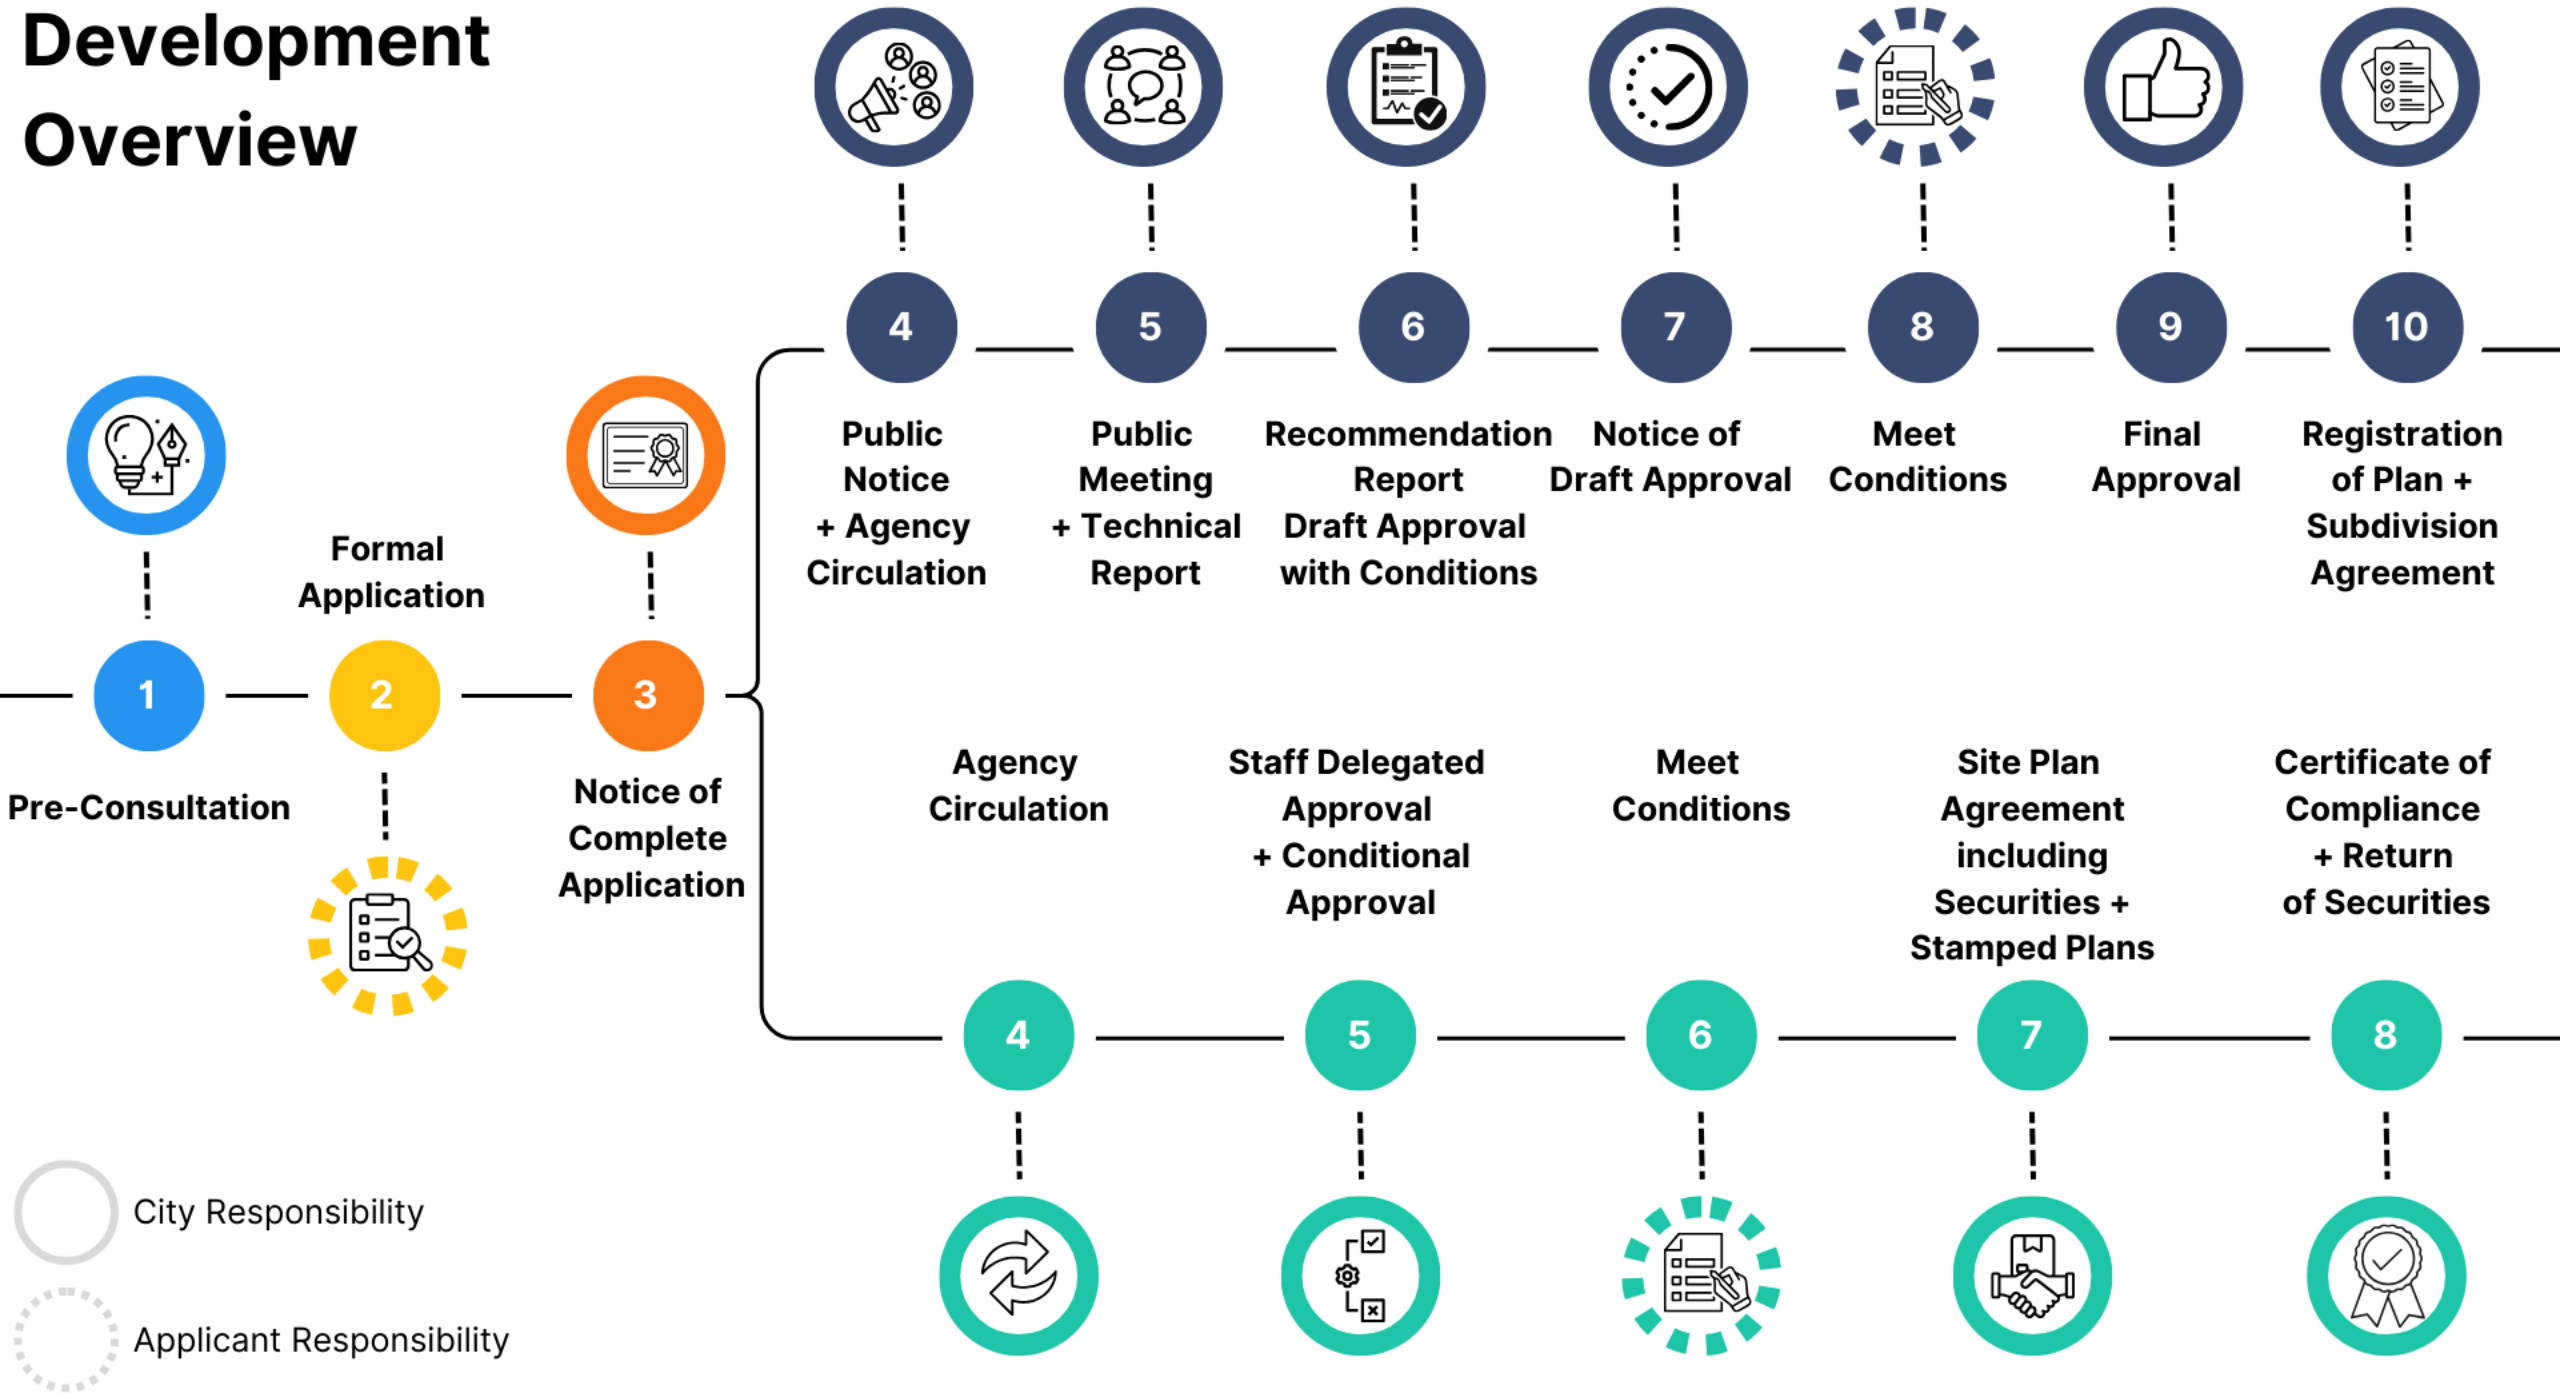 Development
Overview
1
Pre-Consultation
Formal
Application
2
3
Notice of
Complete
Application
4
Public
Notice
+ Agency
Circulation
5
Public
Meeting
+ Technical
Report
6
Recommendation
Report
Draft Approval
with Conditions
7
Notice of
Draft Approval
8
Meet
Conditions
9
Final
Approval
10
Registration
of Plan +
Subdivision
Agreement
Agency
Circulation
4
Staff Delegated
Approval
+ Conditional
Approval
5
Meet
Conditions
6
Site Plan
Agreement
including
Securities +
Stamped Plans
7
Certificate of
Compliance
+ Return
of Securities
8
City Responsibility
Applicant Responsibility